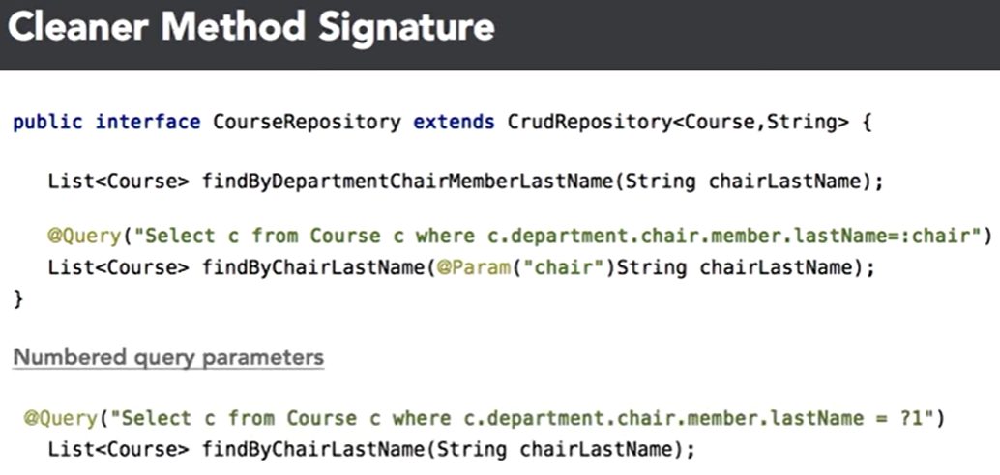 Cleaner Method Signature
public interface CourseRepository extends CrudRepository<Course,String> {
List<Course> findByDepartmentChairMemberLastName(String chairLastName);
@Query("Select c from Course c where c.department.chair.member.lastName=:chair")
List<Course> findByChairLastName(@Param("chair")String chairLastName);
}
Numbered query parameters
@Query("Select c from Course c where c.department.chair.member.lastName = ?1")
List<Course> findByChairLastName(String chairLastName);